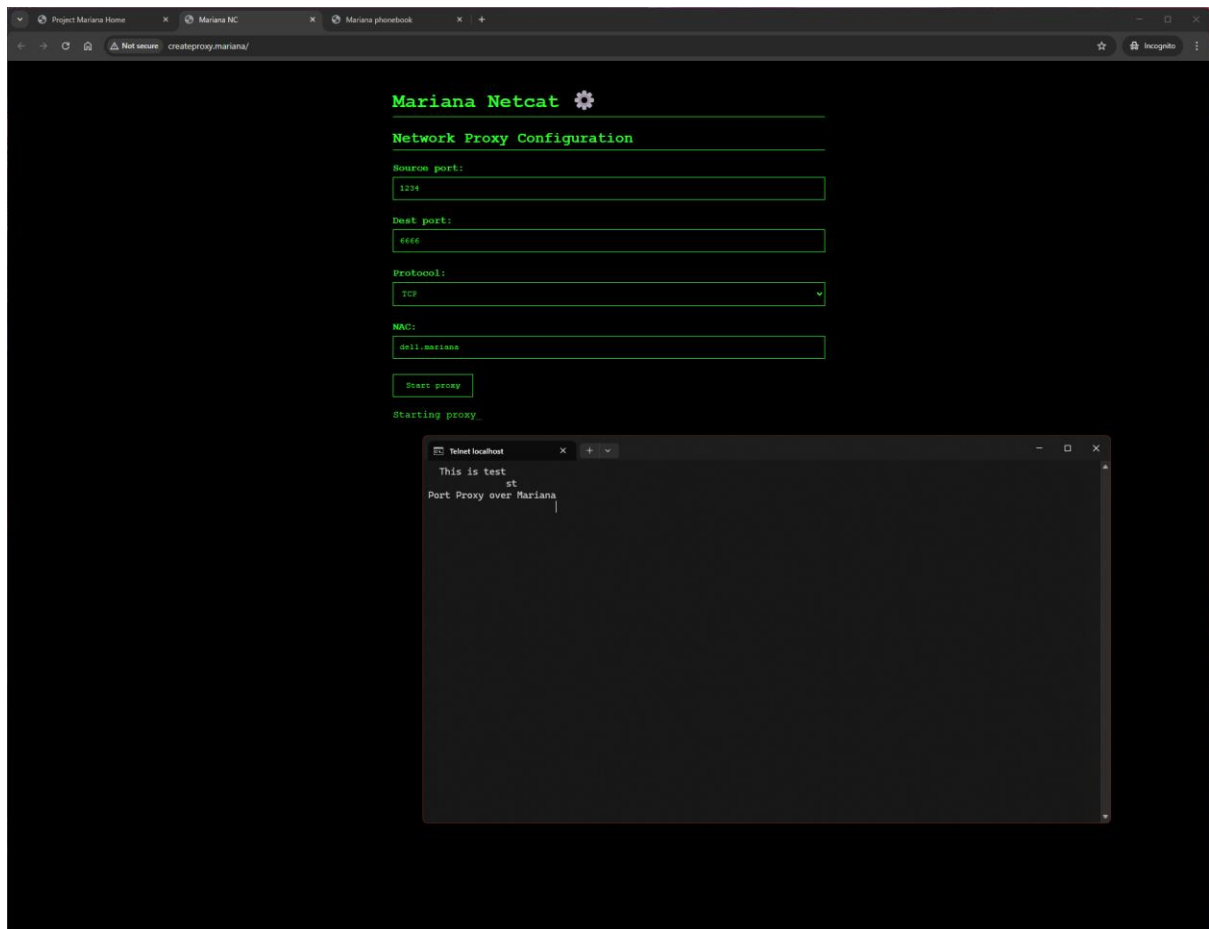 Project Mariana Home
Mariana NC
Mariana phonebook
Not secure createproxy.mariana/
Incognito
Mariana Netcat
Network Proxy Configuration
Source port:
1234
Dest port:
6666
Protocol:
TCP
NAC:
dell.mariana
Start proxy
Starting proxy_
Telnet localhost
This is test
st
Port Proxy over Mariana